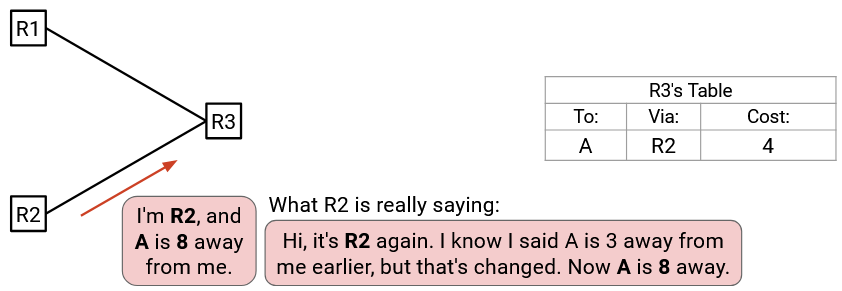 R1
R3
R2
R3's Table
To: Via: Cost:
A R2 4
I'm R2, and
A is 8 away
from me.
What R2 is really saying:
Hi, it's R2 again. I know I said A is 3 away from
me earlier, but that's changed. Now A is 8 away.